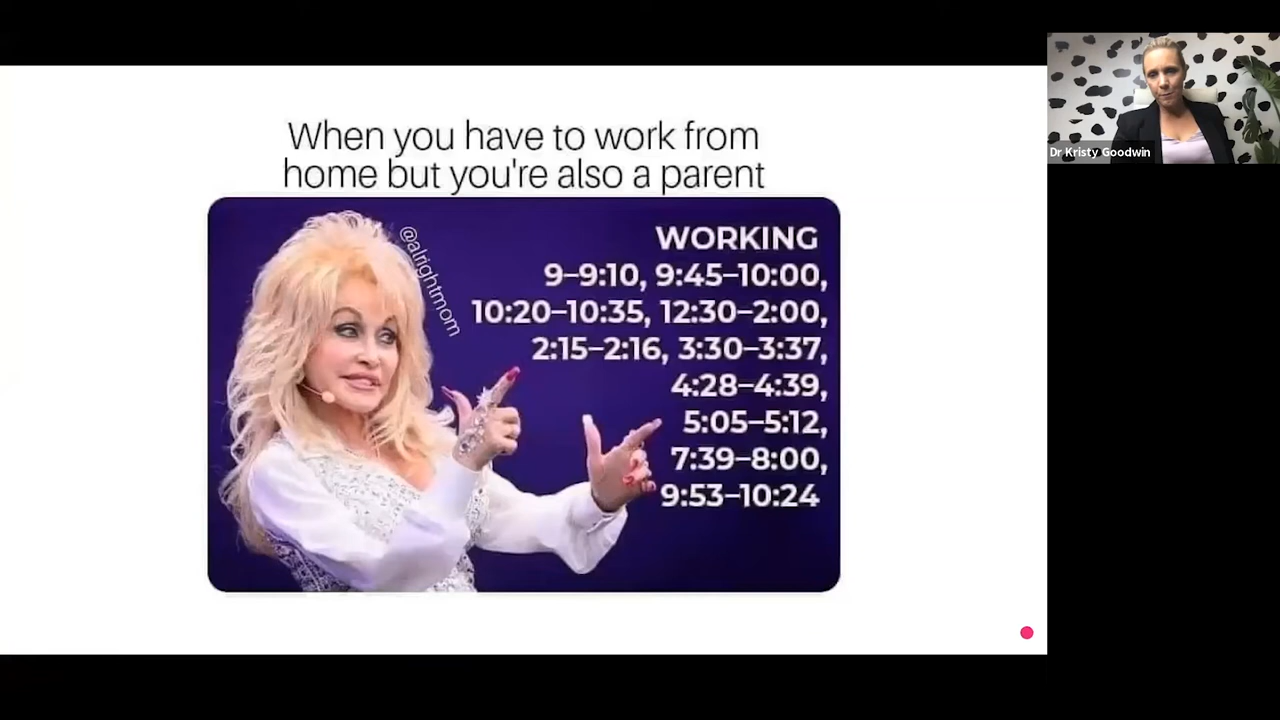 When you have to work from
home but you're also a parent
@alrightmom
WORKING
9–9:10, 9:45–10:00,
10:20–10:35, 12:30–2:00,
2:15–2:16, 3:30–3:37,
4:28–4:39,
5:05–5:12,
7:39–8:00,
9:53–10:24
Dr Kristy Goodwin